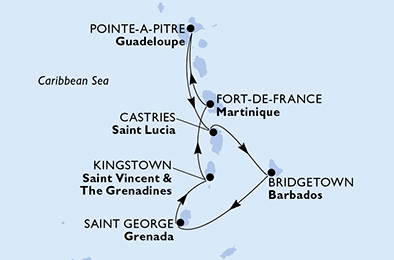 POINTE-A-PITRE
Guadeloupe
Caribbean Sea
FORT-DE-FRANCE
Martinique
CASTRIES
Saint Lucia
KINGSTOWN
Saint Vincent &
The Grenadines
BRIDGETOWN
Barbados
SAINT GEORGE
Grenada